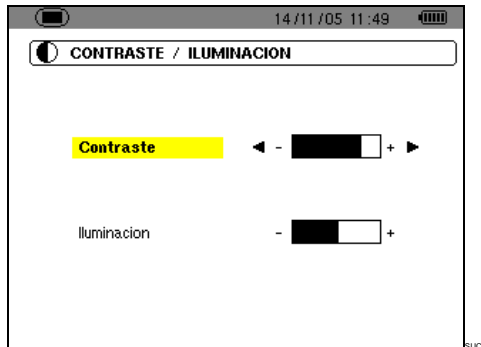 14/11/05 11:49
CONTRASTE / ILUMINACION
Contraste - +
Iluminacion - +